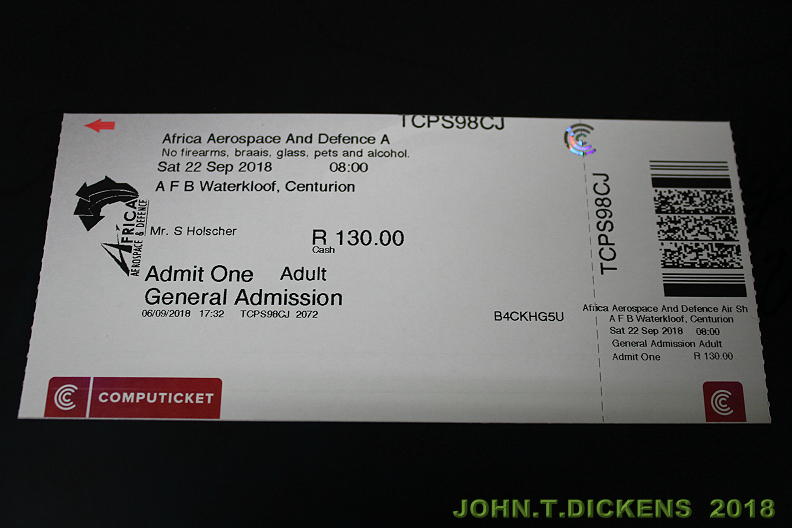 TCPS98CJ
Africa Aerospace And Defence A
No firearms, braais, glass, pets and alcohol.
Sat 22 Sep 2018 08:00
A F B Waterkloof, Centurion
AFRICA
AEROSPACE & DEFENCE
Mr. S Holscher
R 130.00
Cash
Admit One Adult
General Admission
06/09/2018 17:32 TCPS98CJ 2072
B4CKHG5U
COMPUTICKET
TCPS98CJ
Africa Aerospace And Defence Air Sh
A F B Waterkloof, Centurion
Sat 22 Sep 2018 08:00
General Admission Adult
Admit One R 130.00
JOHN.T.DICKENS 2018